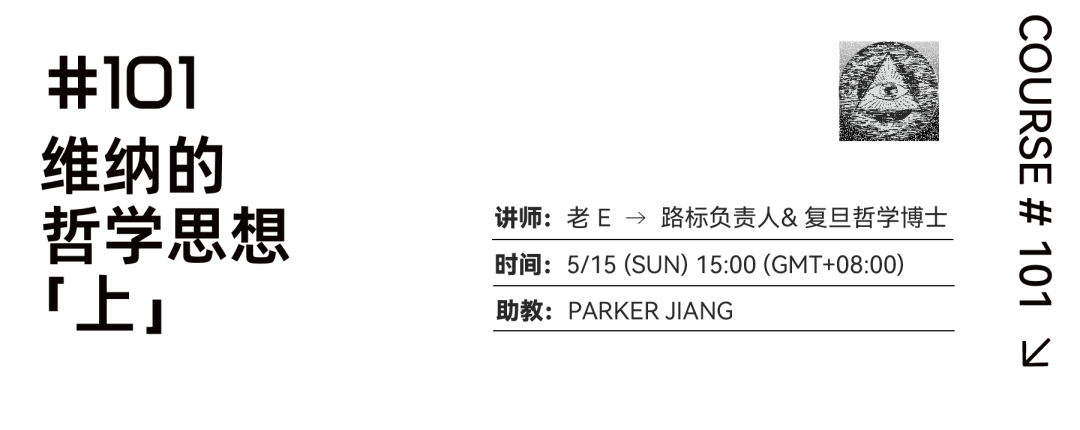 #101
维纳的
哲学思想
「上」
讲师：老 E → 路标负责人& 复旦哲学博士
时间：5/15 (SUN) 15:00 (GMT+08:00)
助教：PARKER JIANG
COURSE # 101 ↙